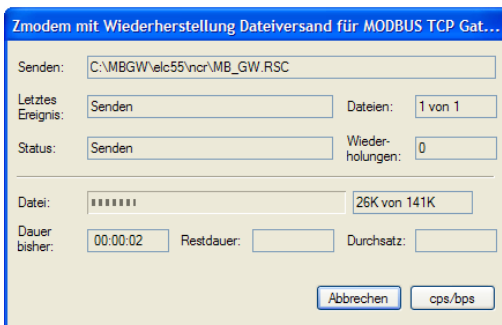 Zmodem mit Wiederherstellung Dateiversand für MODBUS TCP Gat...
Senden: C:\MBGW\elc55\ncr\MB_GW.RSC
Letztes Ereignis: Senden Dateien: 1 von 1
Status: Senden Wieder-holungen: 0
Datei: 26K von 141K
Dauer bisher: 00:00:02 Restdauer: Durchsatz:
Abbrechen cps/bps